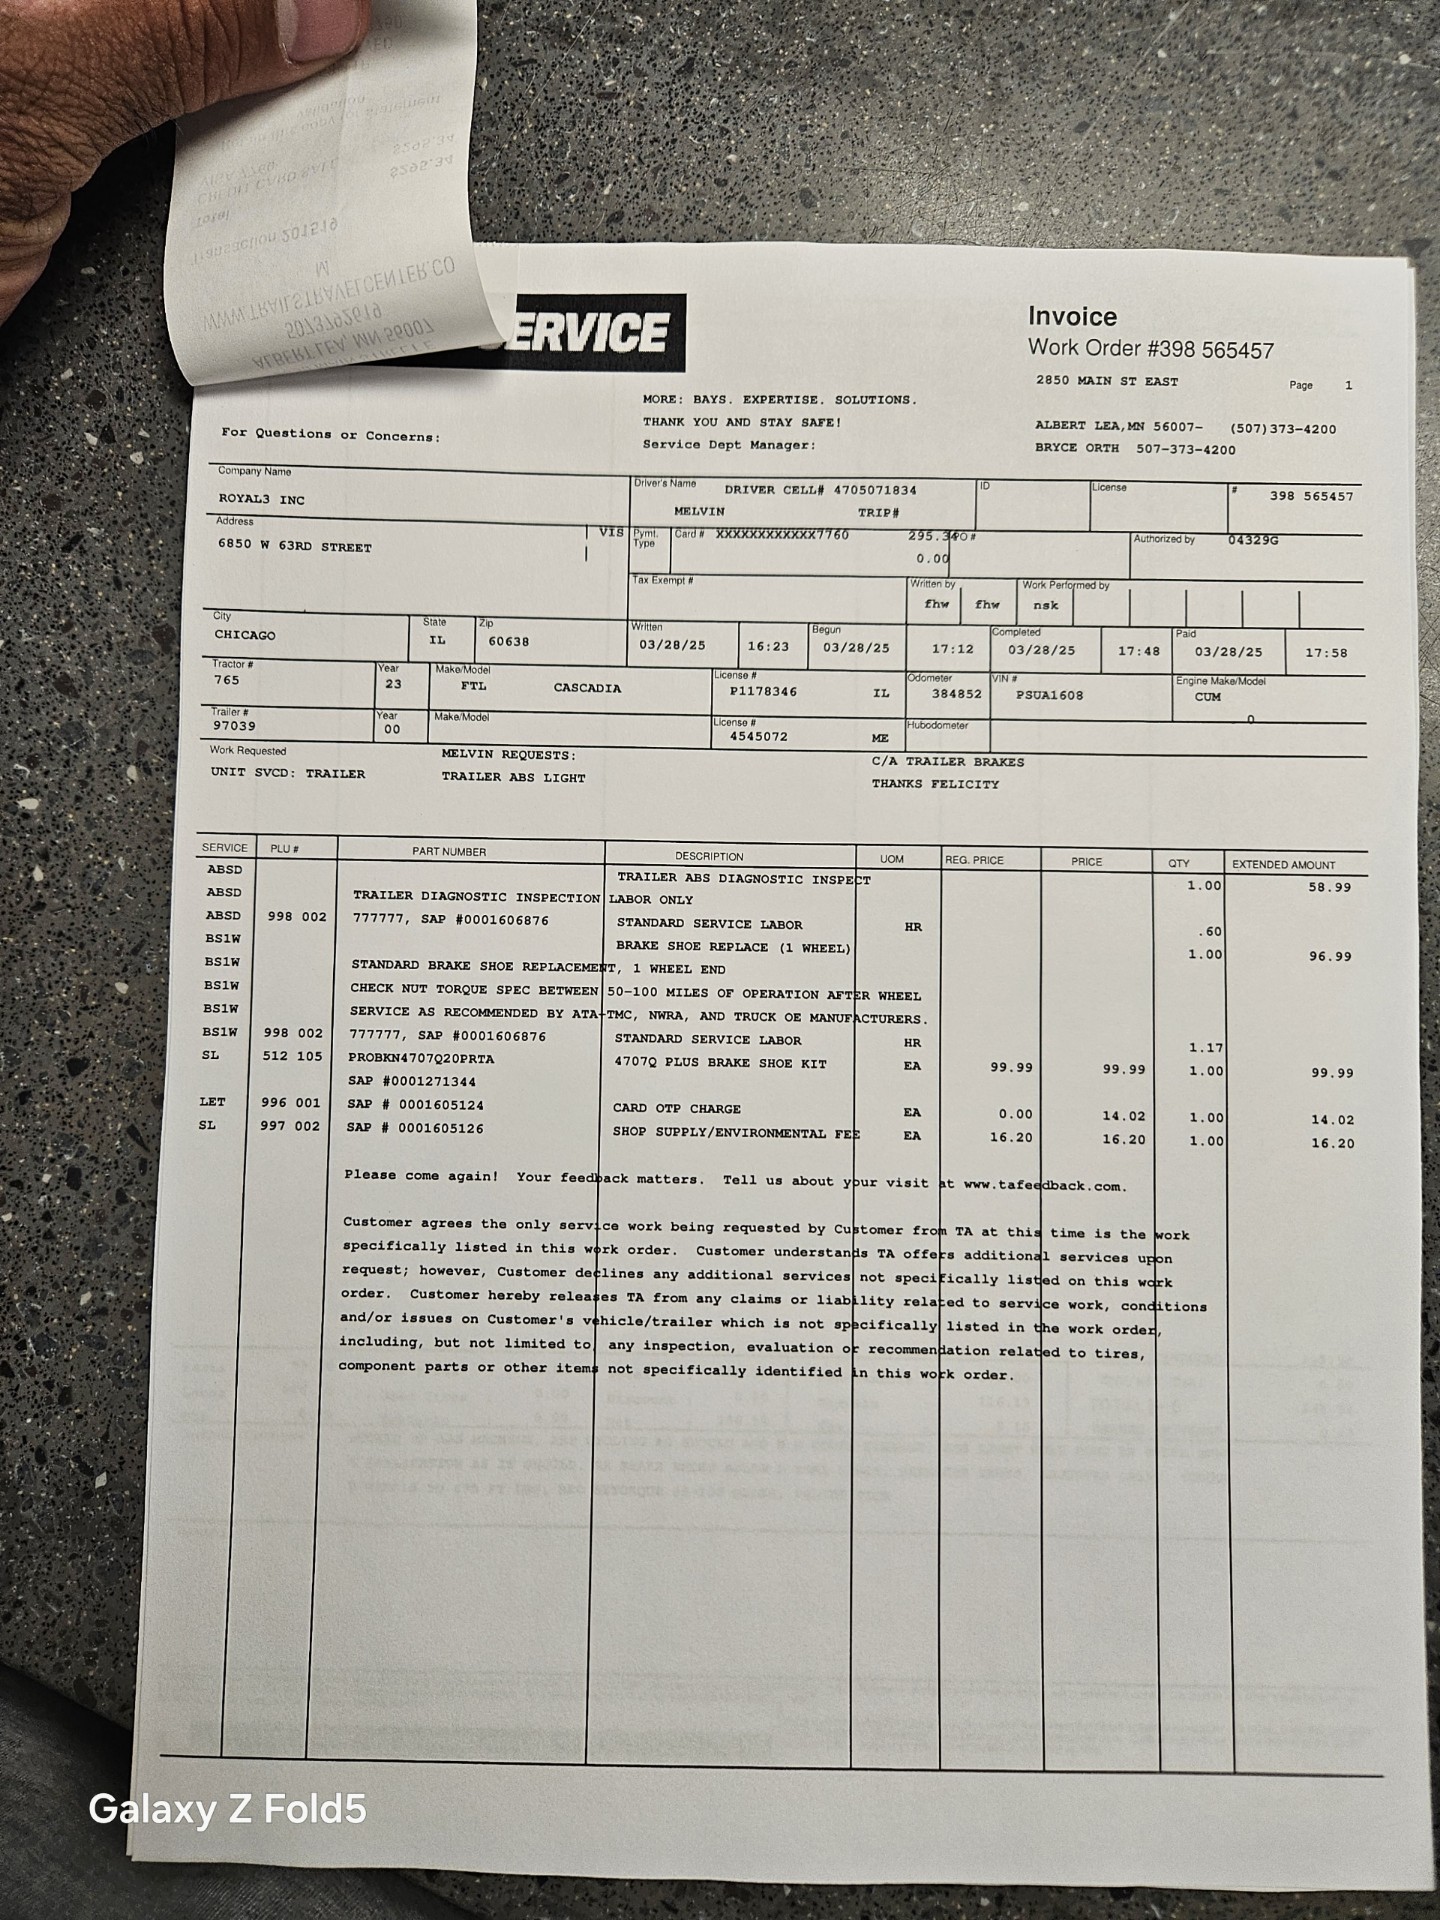 Transaction 201519
Total
CREDIT CARD SALE $295.34
VISA 7760 $295.34
WWW.TRAILSTRAVELCENTER.CO
M
5073792619
ALBERT LEA MN 56007
ERVICE
Invoice
Work Order #398 565457
2850 MAIN ST EAST Page 1
MORE: BAYS. EXPERTISE. SOLUTIONS.
THANK YOU AND STAY SAFE! ALBERT LEA,MN 56007- (507)373-4200
For Questions or Concerns: Service Dept Manager: BRYCE ORTH 507-373-4200
Company Name Driver's Name DRIVER CELL# 4705071834 ID License # 398 565457
ROYAL3 INC MELVIN TRIP#
Address VIS Pymt. Type Card # XXXXXXXXXXXX7760 295.34 PO # Authorized by 04329G
6850 W 63RD STREET 0.00
Tax Exempt # Written by Work Performed by
fhw fhw nsk
City State Zip Written Begun Completed Paid
CHICAGO IL 60638 03/28/25 16:23 03/28/25 17:12 03/28/25 17:48 03/28/25 17:58
Tractor # Year Make/Model License # Odometer VIN # Engine Make/Model
765 23 FTL CASCADIA P1178346 IL 384852 PSUA1608 CUM
0
Trailer # Year Make/Model License # Hubodometer
97039 00 4545072 ME
Work Requested MELVIN REQUESTS: C/A TRAILER BRAKES
UNIT SVCD: TRAILER TRAILER ABS LIGHT THANKS FELICITY
SERVICE PLU # PART NUMBER DESCRIPTION UOM REG. PRICE PRICE QTY EXTENDED AMOUNT
ABSD TRAILER ABS DIAGNOSTIC INSPECT 1.00 58.99
ABSD TRAILER DIAGNOSTIC INSPECTION LABOR ONLY
ABSD 998 002 777777, SAP #0001606876 STANDARD SERVICE LABOR HR .60
BS1W BRAKE SHOE REPLACE (1 WHEEL) 1.00 96.99
BS1W STANDARD BRAKE SHOE REPLACEMENT, 1 WHEEL END
BS1W CHECK NUT TORQUE SPEC BETWEEN 50-100 MILES OF OPERATION AFTER WHEEL
BS1W SERVICE AS RECOMMENDED BY ATA-TMC, NWRA, AND TRUCK OE MANUFACTURERS.
BS1W 998 002 777777, SAP #0001606876 STANDARD SERVICE LABOR HR 1.17
SL 512 105 PROBKN4707Q20PRTA 4707Q PLUS BRAKE SHOE KIT EA 99.99 99.99 1.00 99.99
SAP #0001271344
LET 996 001 SAP # 0001605124 CARD OTP CHARGE EA 0.00 14.02 1.00 14.02
SL 997 002 SAP # 0001605126 SHOP SUPPLY/ENVIRONMENTAL FEE EA 16.20 16.20 1.00 16.20
Please come again! Your feedback matters. Tell us about your visit at www.tafeedback.com.
Customer agrees the only service work being requested by Customer from TA at this time is the work
specifically listed in this work order. Customer understands TA offers additional services upon
request; however, Customer declines any additional services not specifically listed on this work
order. Customer hereby releases TA from any claims or liability related to service work, conditions
and/or issues on Customer's vehicle/trailer which is not specifically listed in the work order,
including, but not limited to, any inspection, evaluation or recommendation related to tires,
component parts or other items not specifically identified in this work order.
Galaxy Z Fold5